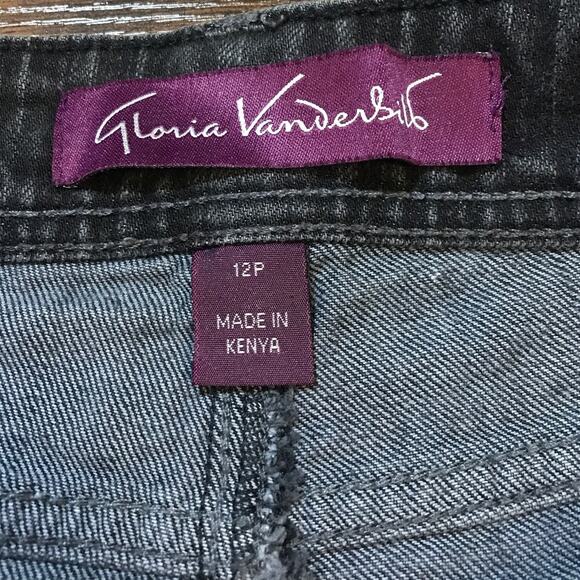 Gloria Vanderbilt
12P
MADE IN
KENYA